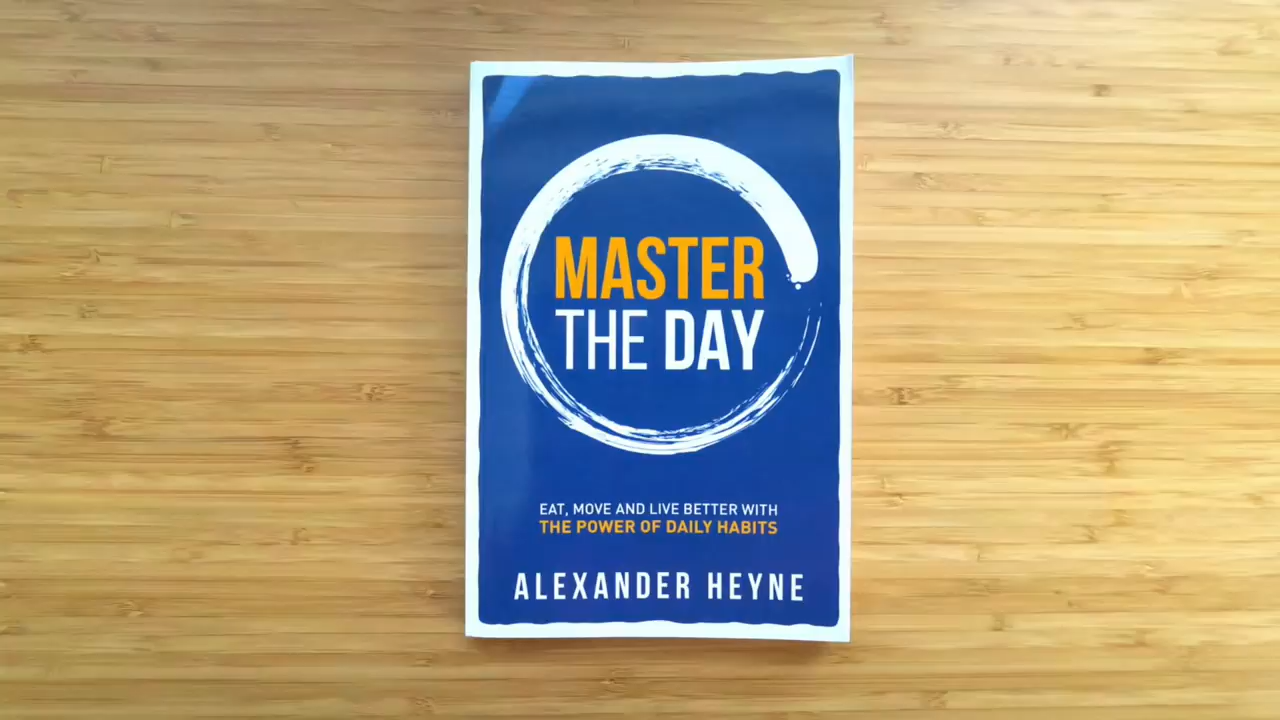 MASTER
THE DAY
EAT, MOVE AND LIVE BETTER WITH
THE POWER OF DAILY HABITS
ALEXANDER HEYNE